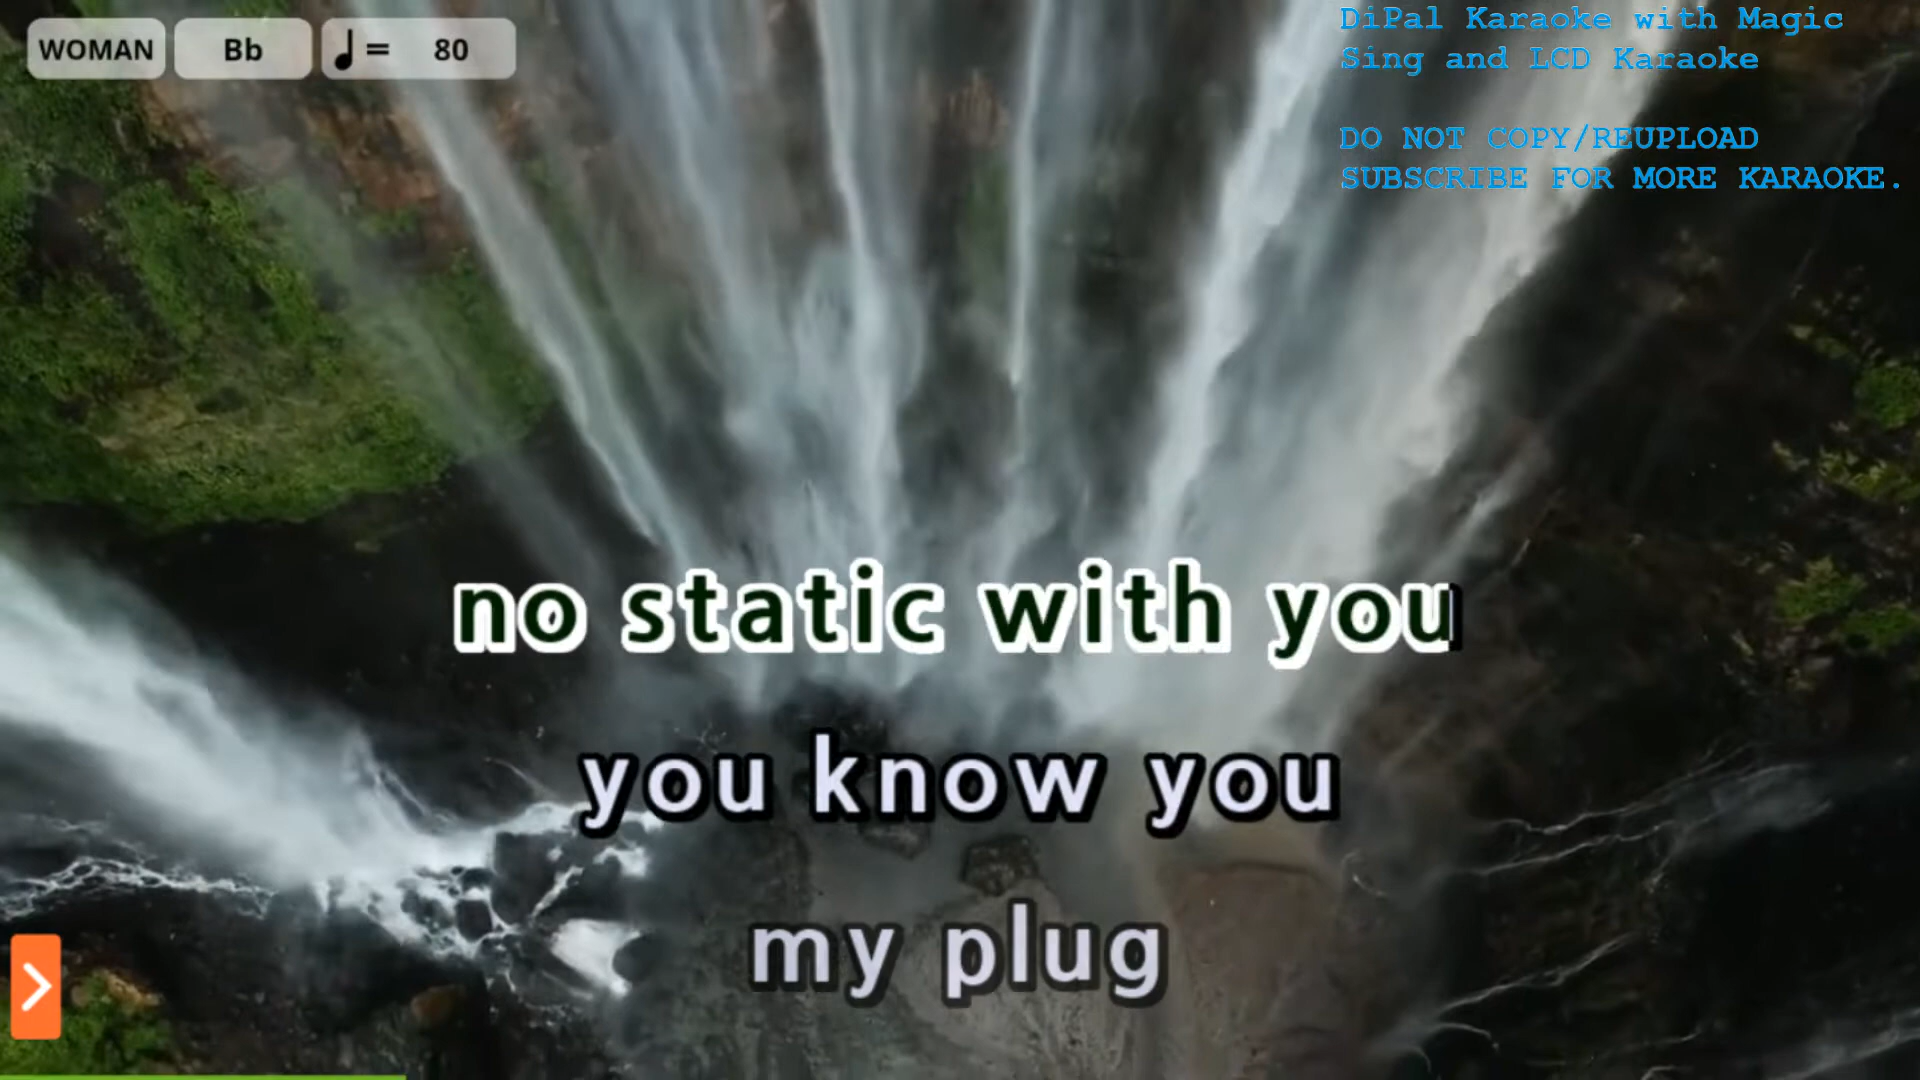 WOMAN Bb ♩= 80
DiPal Karaoke with Magic
Sing and LCD Karaoke
DO NOT COPY/REUPLOAD
SUBSCRIBE FOR MORE KARAOKE.
no static with you
you know you
my plug